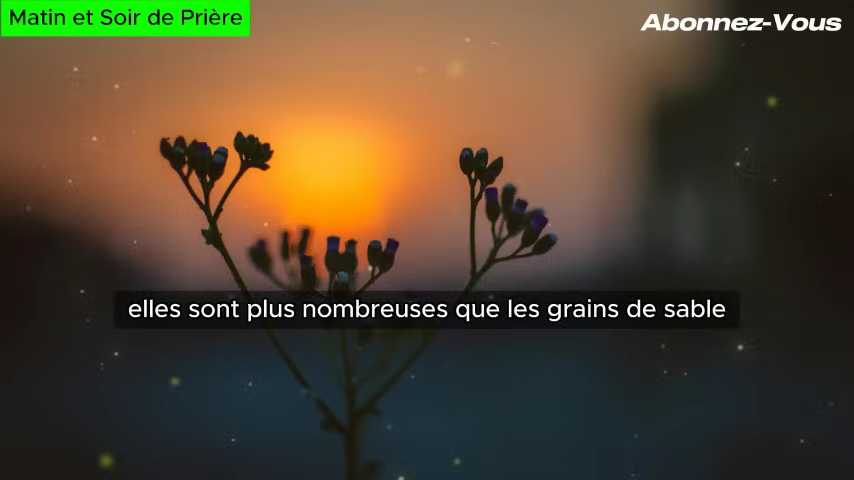 Matin et Soir de Prière
Abonnez-Vous
elles sont plus nombreuses que les grains de sable